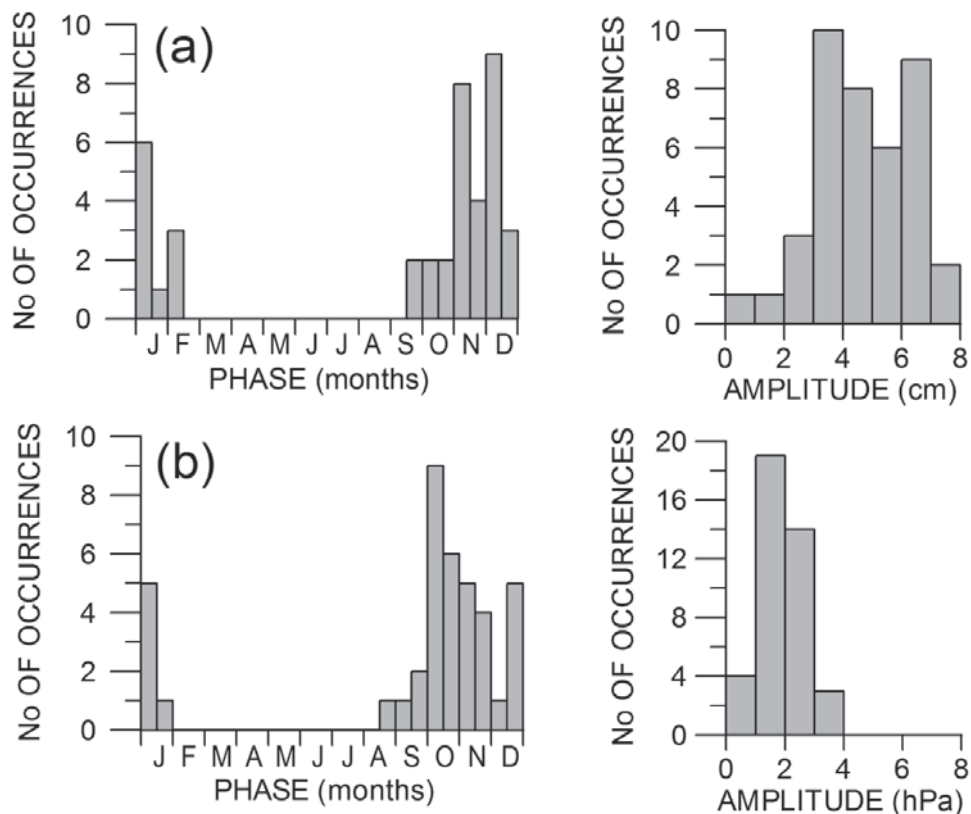 (a)
No OF OCCURRENCES
10
8
6
4
2
0
J F M A M J J A S O N D
PHASE (months)
No OF OCCURRENCES
10
8
6
4
2
0
0 2 4 6 8
AMPLITUDE (cm)
(b)
No OF OCCURRENCES
10
8
6
4
2
0
J F M A M J J A S O N D
PHASE (months)
No OF OCCURRENCES
20
16
12
8
4
0
0 2 4 6 8
AMPLITUDE (hPa)